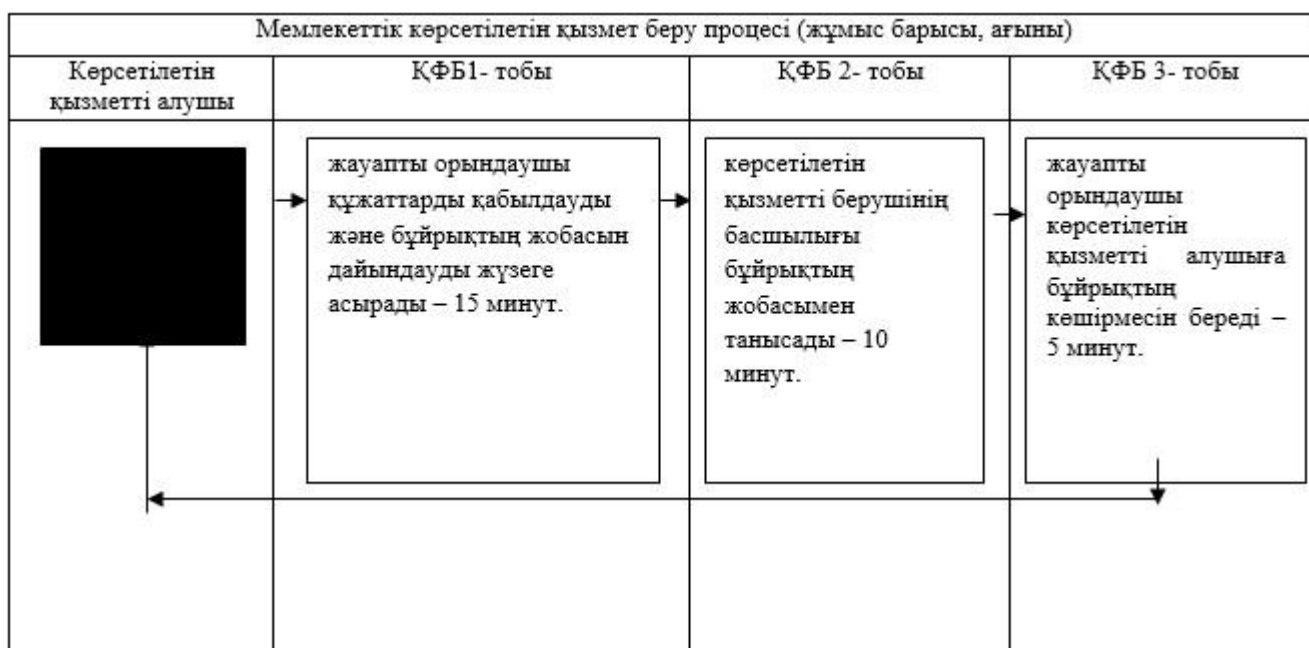 Мемлекеттік көрсетілетін қызмет беру процесі (жұмыс барысы, ағыны)
Көрсетілетін
қызметті алушы
ҚФБ1- тобы
ҚФБ 2- тобы
ҚФБ 3- тобы
жауапты орындаушы
құжаттарды қабылдауды
және бұйрықтың жобасын
дайындауды жүзеге
асырады – 15 минут.
көрсетілетін
қызметті берушінің
басшылығы
бұйрықтың
жобасымен
танысады – 10
минут.
жауапты
орындаушы
көрсетілетін
қызметті алушыға
бұйрықтың
көшірмесін береді –
5 минут.